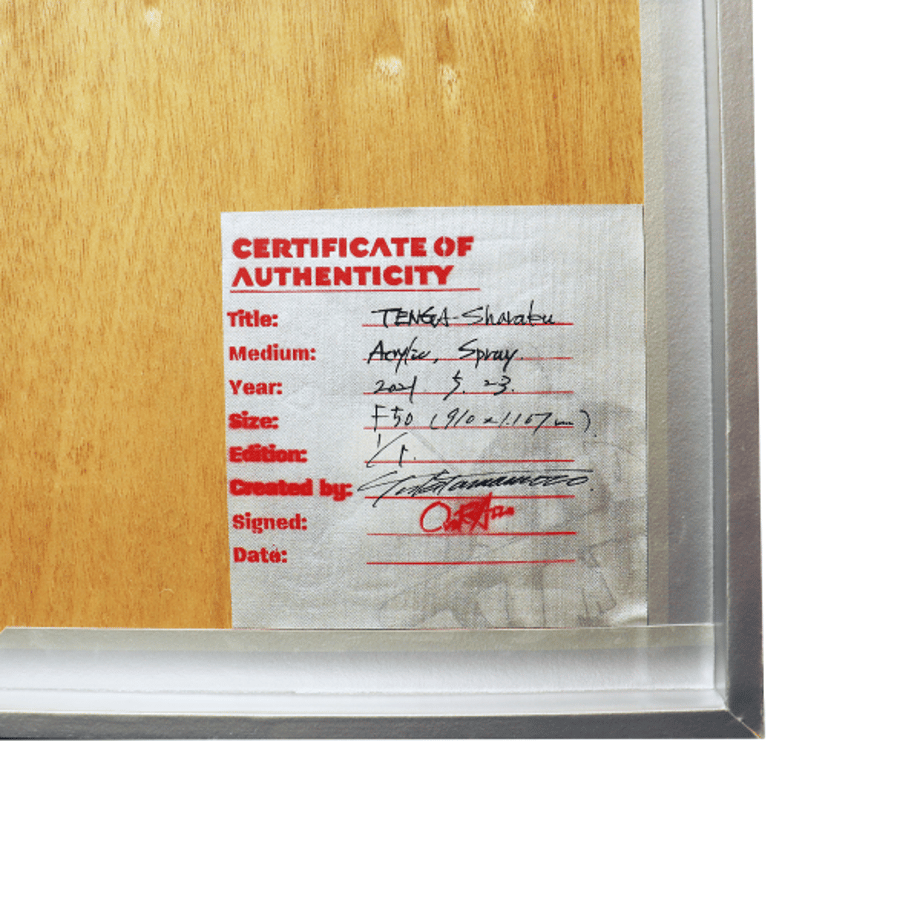 CERTIFICATE OF
AUTHENTICITY
Title: TENGA-Sharaku
Medium: Acrylic, Spray.
Year: 2021 5. 23.
Size: F50 (910 x 1.167 mm).
Edition: 1/1.
Created by:
Signed:
Date: